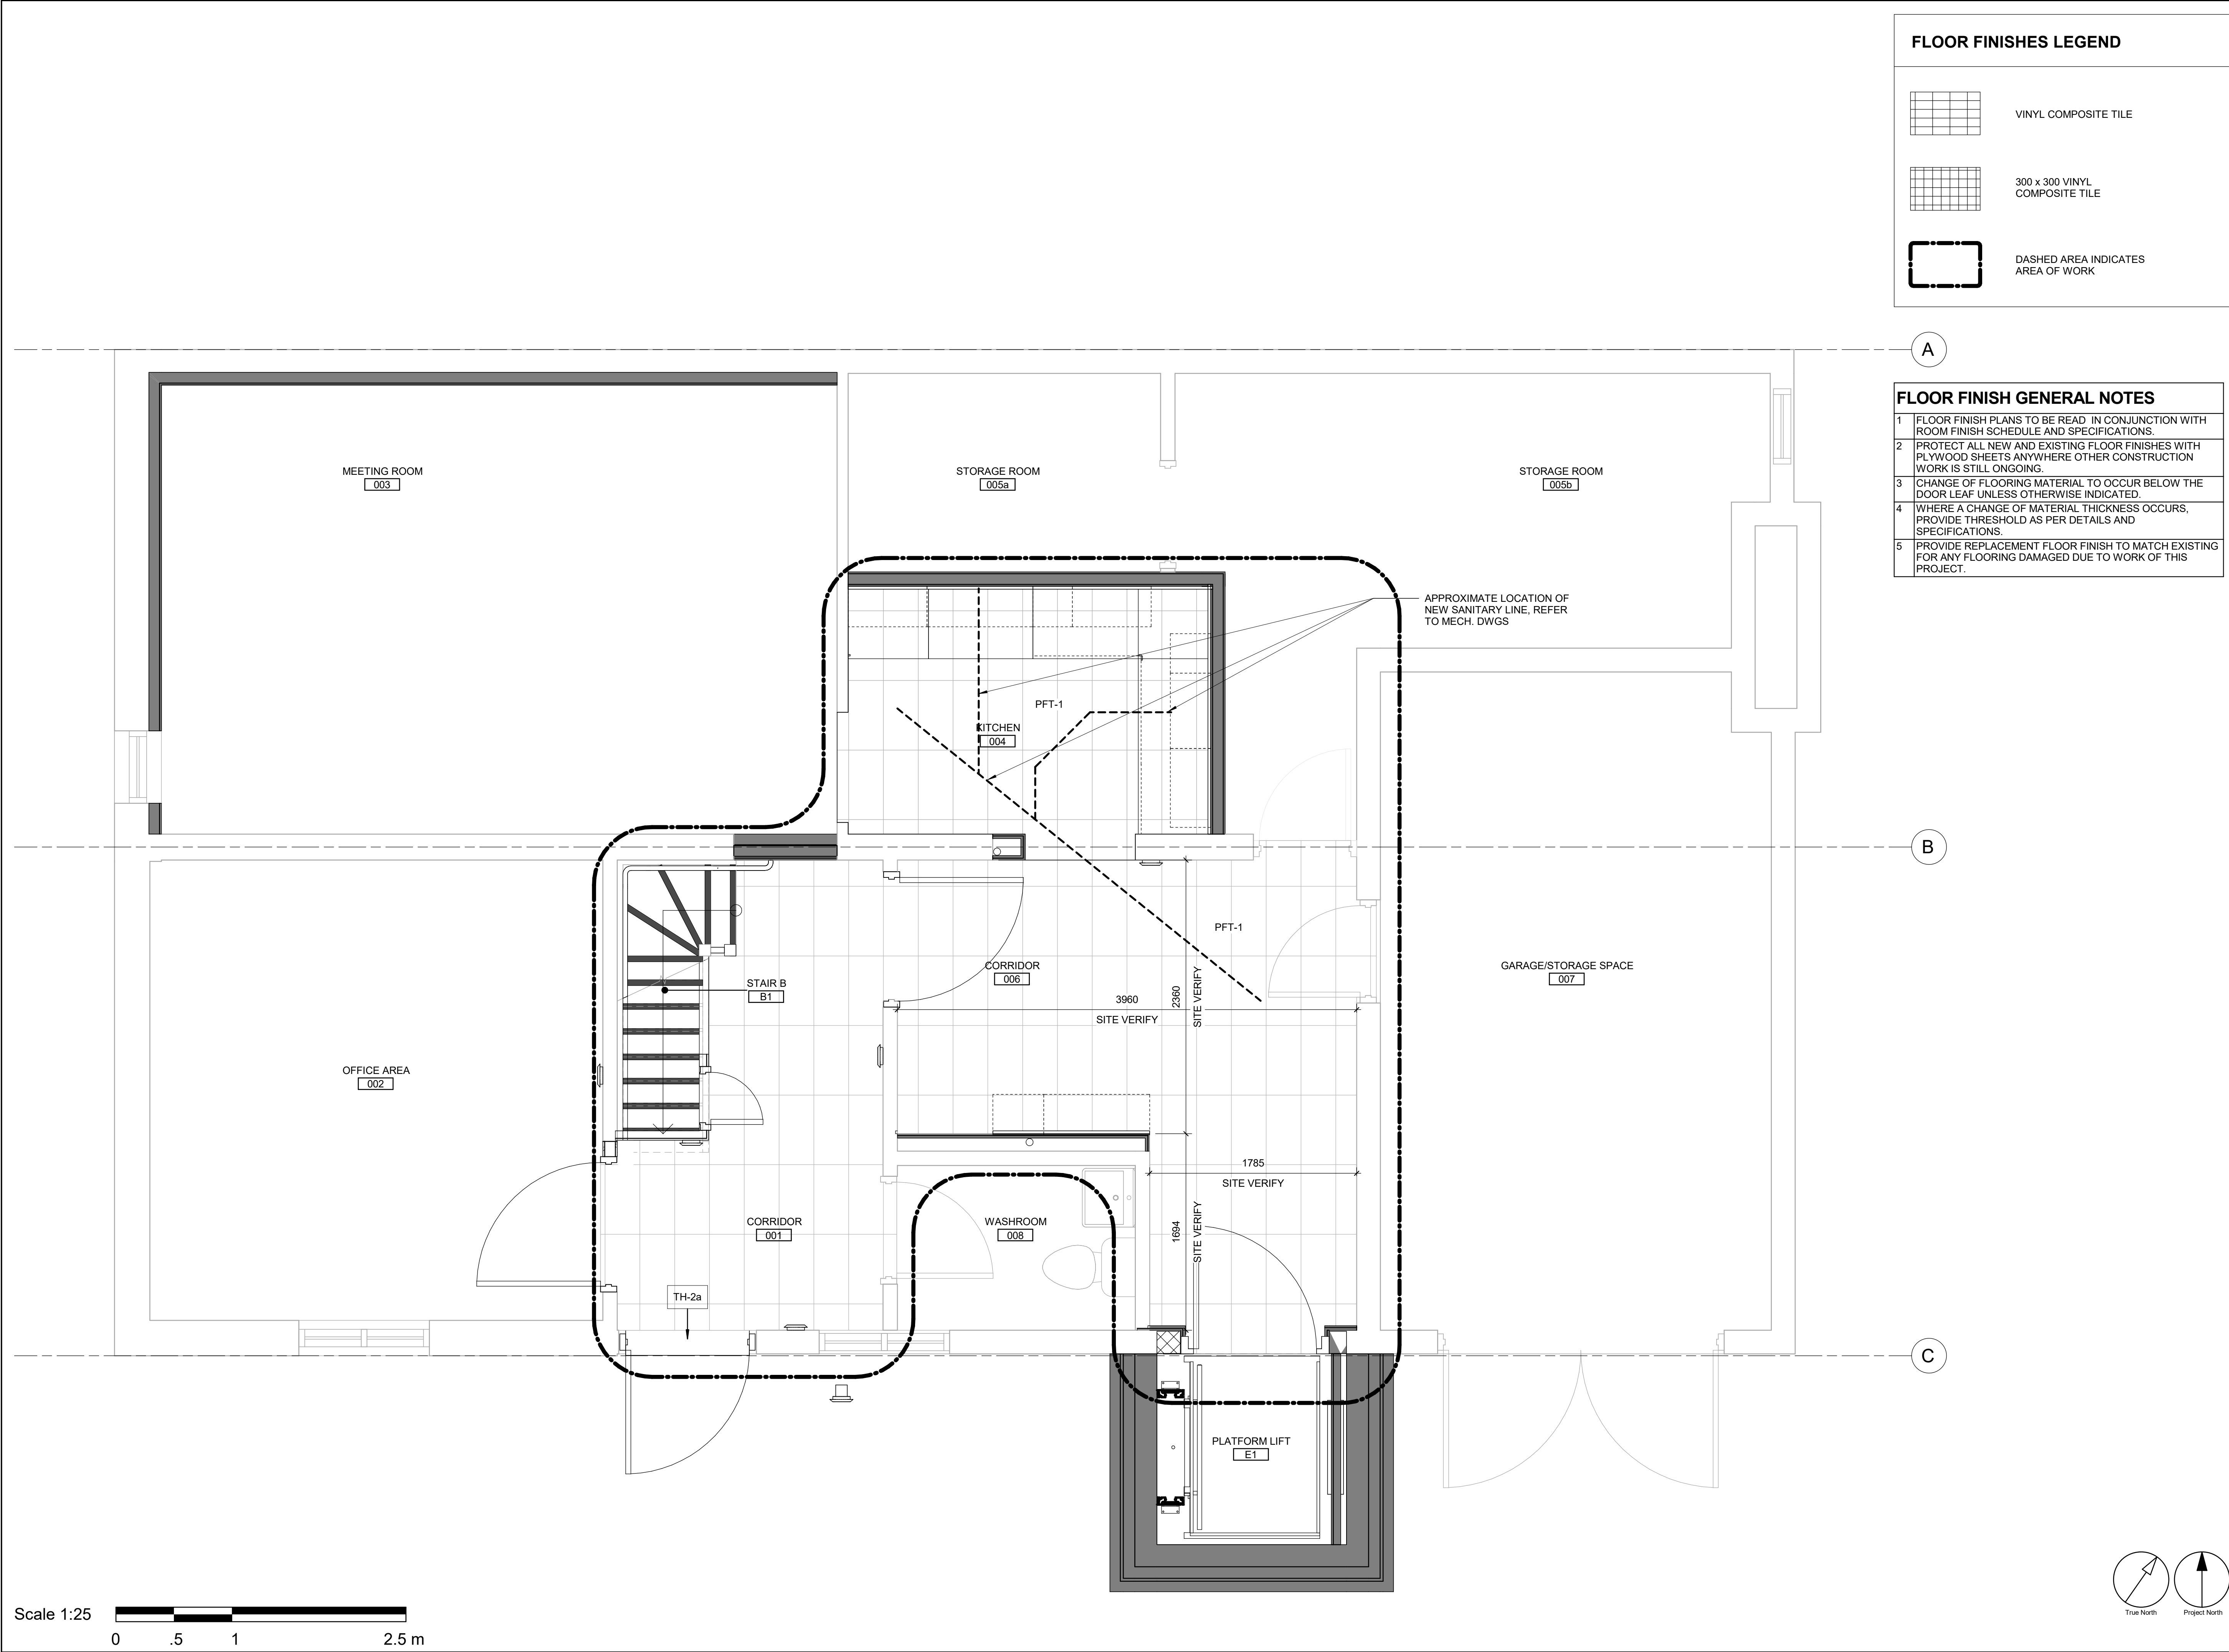 FLOOR FINISHES LEGEND
VINYL COMPOSITE TILE
300 x 300 VINYL
COMPOSITE TILE
DASHED AREA INDICATES
AREA OF WORK
A
FLOOR FINISH GENERAL NOTES
1 FLOOR FINISH PLANS TO BE READ IN CONJUNCTION WITH
ROOM FINISH SCHEDULE AND SPECIFICATIONS.
2 PROTECT ALL NEW AND EXISTING FLOOR FINISHES WITH
PLYWOOD SHEETS ANYWHERE OTHER CONSTRUCTION
WORK IS STILL ONGOING.
3 CHANGE OF FLOORING MATERIAL TO OCCUR BELOW THE
DOOR LEAF UNLESS OTHERWISE INDICATED.
4 WHERE A CHANGE OF MATERIAL THICKNESS OCCURS,
PROVIDE THRESHOLD AS PER DETAILS AND
SPECIFICATIONS.
5 PROVIDE REPLACEMENT FLOOR FINISH TO MATCH EXISTING
FOR ANY FLOORING DAMAGED DUE TO WORK OF THIS
PROJECT.
MEETING ROOM
003
STORAGE ROOM
005a
STORAGE ROOM
005b
APPROXIMATE LOCATION OF
NEW SANITARY LINE, REFER
TO MECH. DWGS
PFT-1
KITCHEN
004
B
PFT-1
CORRIDOR
006
GARAGE/STORAGE SPACE
007
STAIR B
B1
3960
SITE VERIFY
2360
SITE VERIFY
OFFICE AREA
002
1785
SITE VERIFY
CORRIDOR
001
WASHROOM
008
1694
SITE VERIFY
TH-2a
C
PLATFORM LIFT
E1
Scale 1:25
0 .5 1 2.5 m
True North
Project North